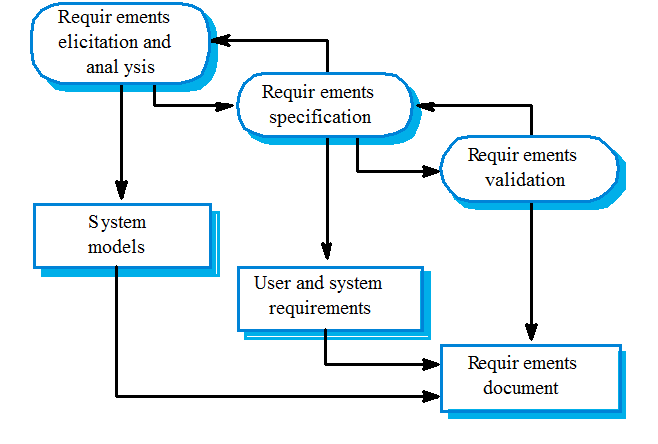 Requir ements
elicitation and
anal ysis
Requir ements
specification
Requir ements
validation
System
models
User and system
requirements
Requir ements
document